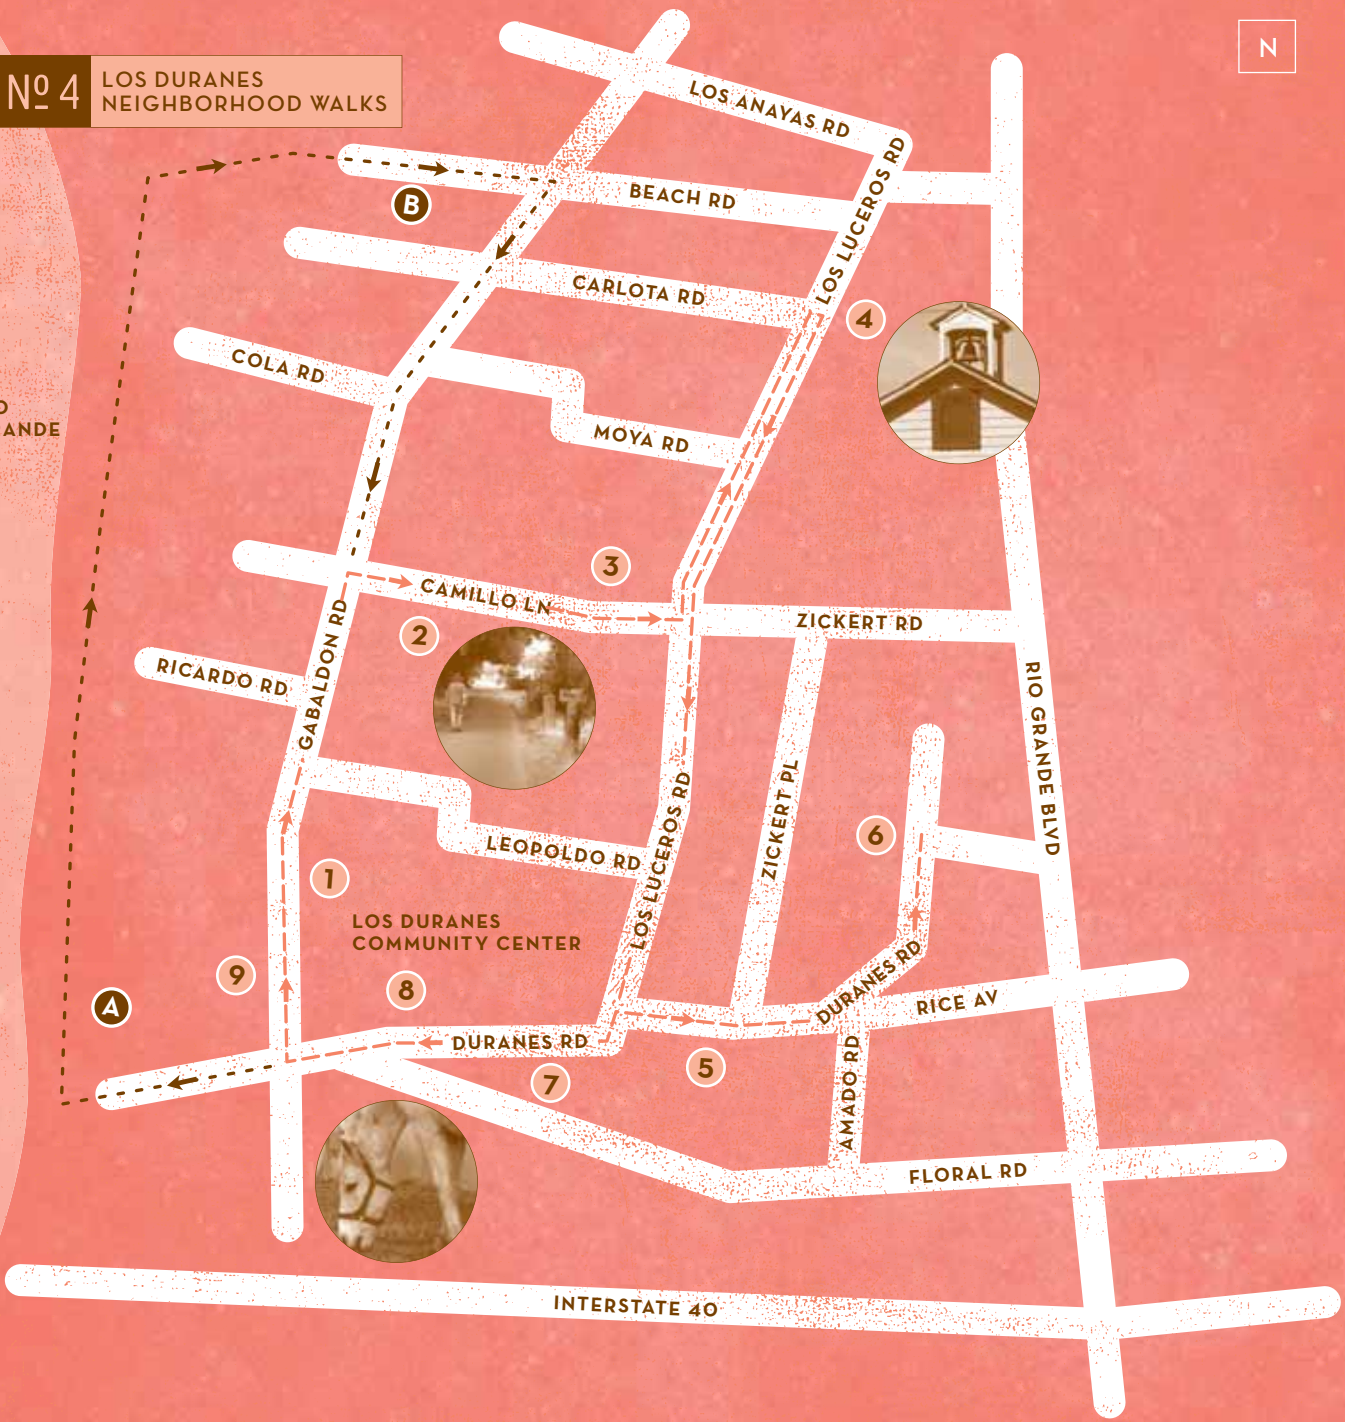 N
Nº 4
LOS DURANES
NEIGHBORHOOD WALKS
LOS ANAYAS RD
BEACH RD
B
LOS LUCEROS RD
CARLOTA RD
4
COLA RD
O
ANDE
MOYA RD
3
CAMILLO LN
ZICKERT RD
2
GABALDON RD
RICARDO RD
RIO GRANDE BLVD
ZICKERT PL
LOS LUCEROS RD
6
LEOPOLDO RD
1
LOS DURANES
COMMUNITY CENTER
9
8
A
DURANES RD
RICE AV
DURANES RD
5
7
AMADO RD
FLORAL RD
INTERSTATE 40